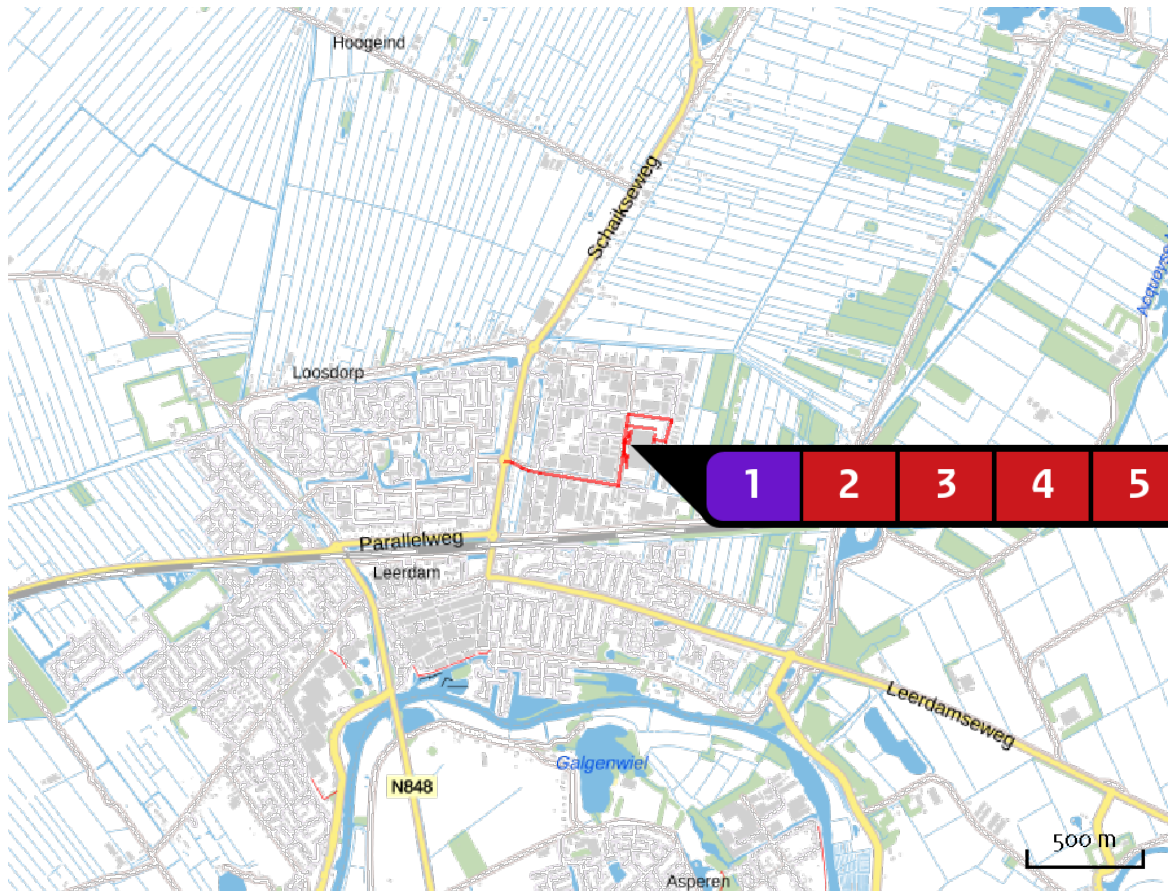 Hoogeind
Schaikseweg
Loosdorp
1 2 3 4 5
Parallelweg
Leerdam
Leerdamseweg
Galgenwiel
N848
500 m
Asperen